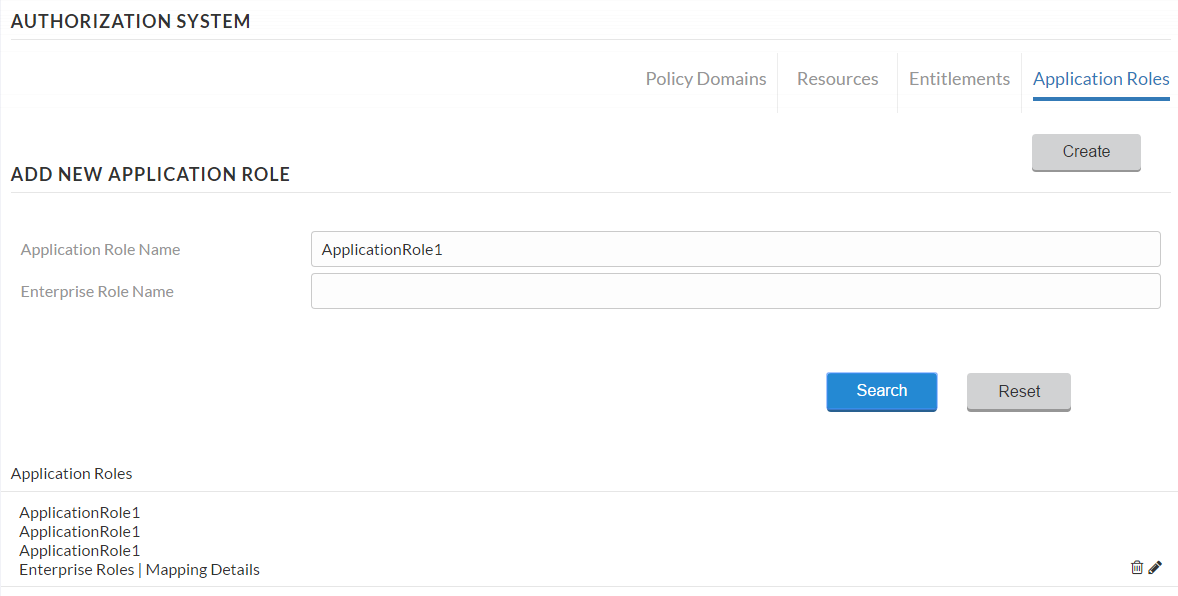 AUTHORIZATION SYSTEM
Policy Domains Resources Entitlements Application Roles
Create
ADD NEW APPLICATION ROLE
Application Role Name ApplicationRole1
Enterprise Role Name
Search Reset
Application Roles
ApplicationRole1
ApplicationRole1
ApplicationRole1
Enterprise Roles | Mapping Details